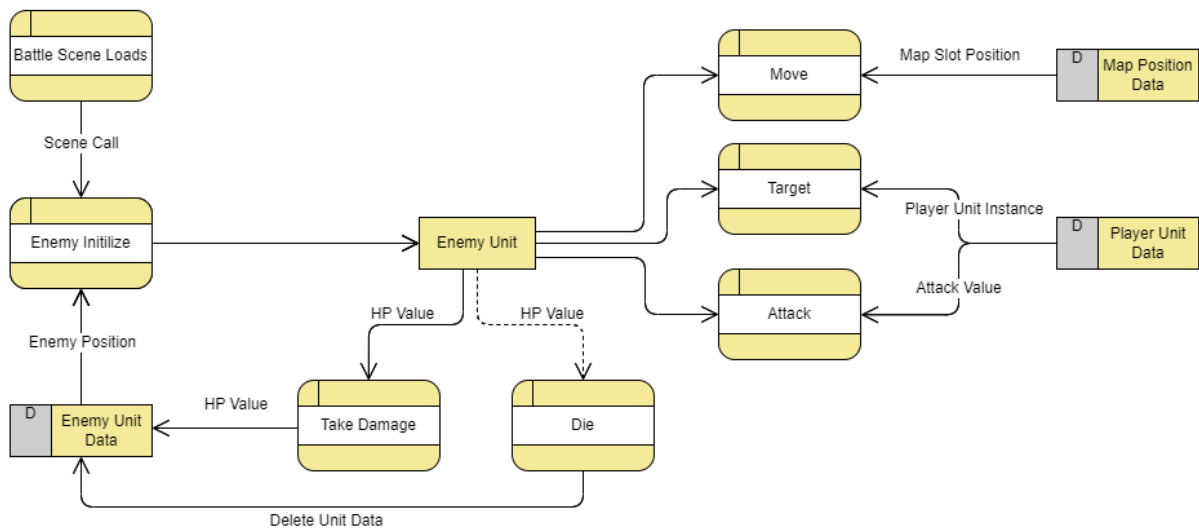 Battle Scene Loads
Scene Call
Enemy Initilize
Enemy Position
D
Enemy Unit
Data
Enemy Unit
HP Value
HP Value
HP Value
Take Damage
Die
Delete Unit Data
Move
Map Slot Position
D
Map Position
Data
Target
Player Unit Instance
D
Player Unit
Data
Attack Value
Attack